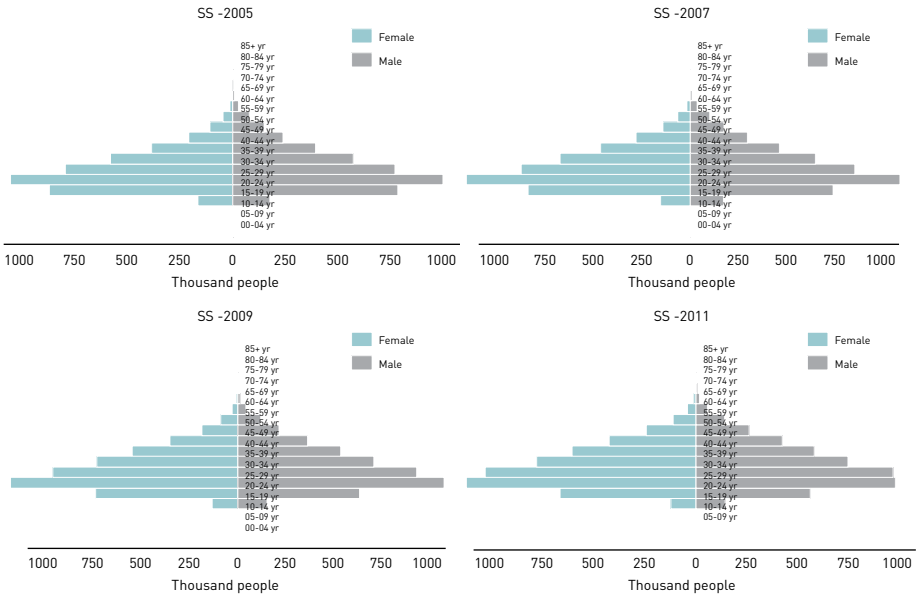 SS -2005
Female
Male
85+ yr
80-84 yr
75-79 yr
70-74 yr
65-69 yr
60-64 yr
55-59 yr
50-54 yr
45-49 yr
40-44 yr
35-39 yr
30-34 yr
25-29 yr
20-24 yr
15-19 yr
10-14 yr
05-09 yr
00-04 yr
1000 750 500 250 0 250 500 750 1000
Thousand people
SS -2007
Female
Male
85+ yr
80-84 yr
75-79 yr
70-74 yr
65-69 yr
60-64 yr
55-59 yr
50-54 yr
45-49 yr
40-44 yr
35-39 yr
30-34 yr
25-29 yr
20-24 yr
15-19 yr
10-14 yr
05-09 yr
00-04 yr
1000 750 500 250 0 250 500 750 1000
Thousand people
SS -2009
Female
Male
85+ yr
80-84 yr
75-79 yr
70-74 yr
65-69 yr
60-64 yr
55-59 yr
50-54 yr
45-49 yr
40-44 yr
35-39 yr
30-34 yr
25-29 yr
20-24 yr
15-19 yr
10-14 yr
05-09 yr
00-04 yr
1000 750 500 250 0 250 500 750 1000
Thousand people
SS -2011
Female
Male
85+ yr
80-84 yr
75-79 yr
70-74 yr
65-69 yr
60-64 yr
55-59 yr
50-54 yr
45-49 yr
40-44 yr
35-39 yr
30-34 yr
25-29 yr
20-24 yr
15-19 yr
10-14 yr
05-09 yr
1000 750 500 250 0 250 500 750 1000
Thousand people